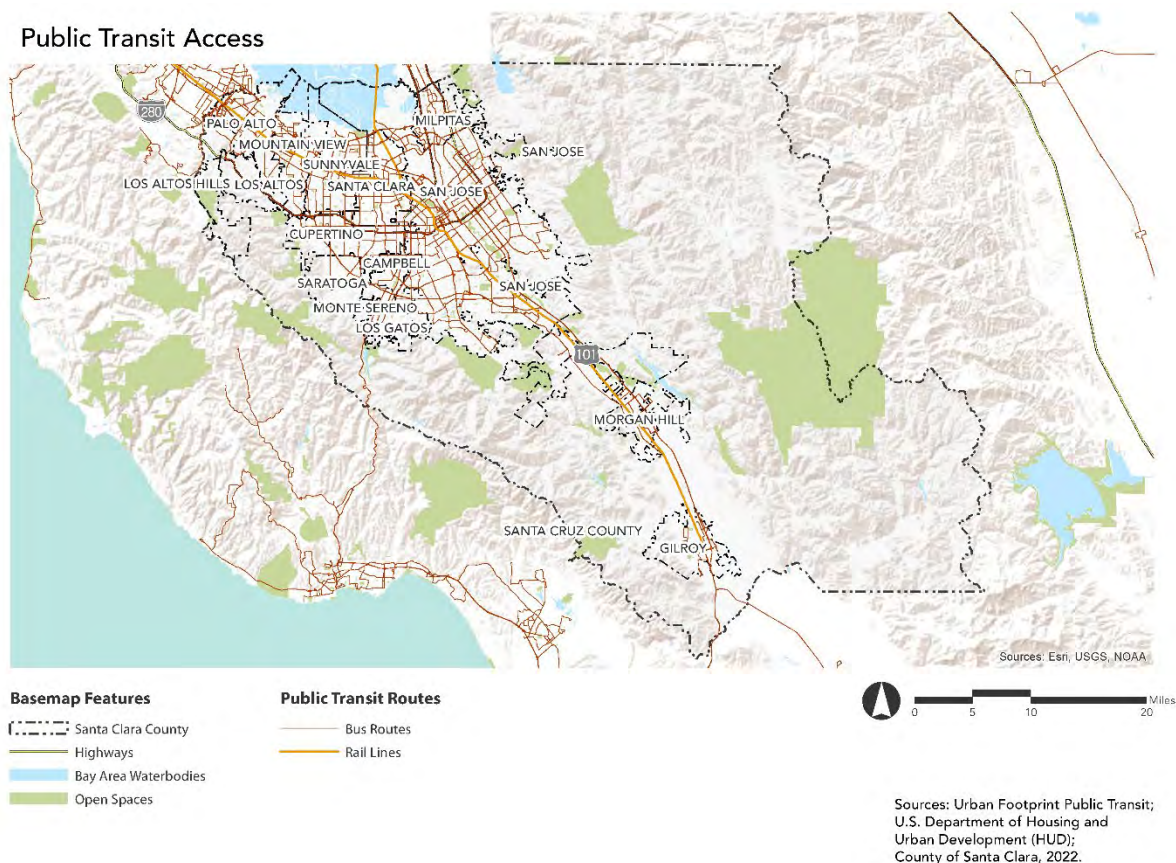 Public Transit Access
280
PALO ALTO
MILPITAS
MOUNTAIN VIEW
SAN JOSE
SUNNYVALE
LOS ALTOS HILLS
LOS ALTOS
SANTA CLARA
SAN JOSE
CUPERTINO
CAMPBELL
SARATOGA
SAN JOSE
MONTE SERENO
LOS GATOS
101
MORGAN HILL
SANTA CRUZ COUNTY
GILROY
Sources: Esri, USGS, NOAA
Basemap Features
Santa Clara County
Highways
Bay Area Waterbodies
Open Spaces
Public Transit Routes
Bus Routes
Rail Lines
Miles
0 5 10 20
Sources: Urban Footprint Public Transit;
U.S. Department of Housing and
Urban Development (HUD);
County of Santa Clara, 2022.